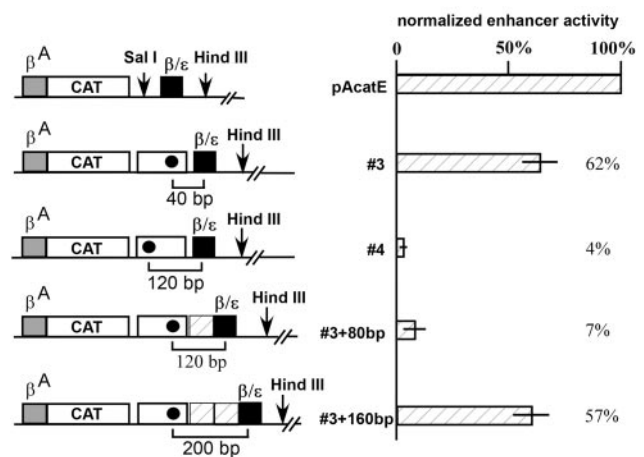 normalized enhancer activity
0 50% 100%
β^A CAT Sal I β/ε Hind III pAcatE
β^A CAT β/ε Hind III #3 62%
40 bp
β^A CAT β/ε Hind III #4 4%
120 bp
β^A CAT β/ε Hind III #3+80bp 7%
120 bp
β^A CAT β/ε Hind III #3+160bp 57%
200 bp